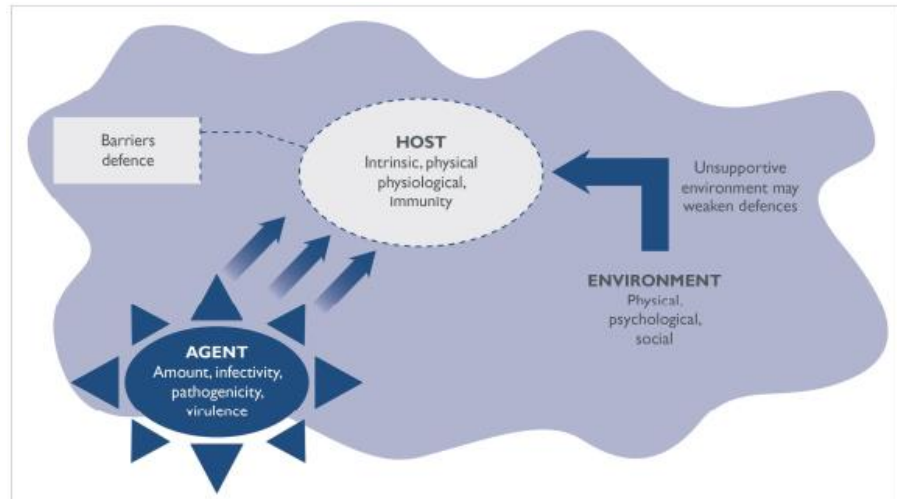 Barriers
defence
HOST
Intrinsic, physical
physiological,
immunity
Unsupportive
environment may
weaken defences
ENVIRONMENT
Physical,
psychological,
social
AGENT
Amount, infectivity,
pathogenicity,
virulence